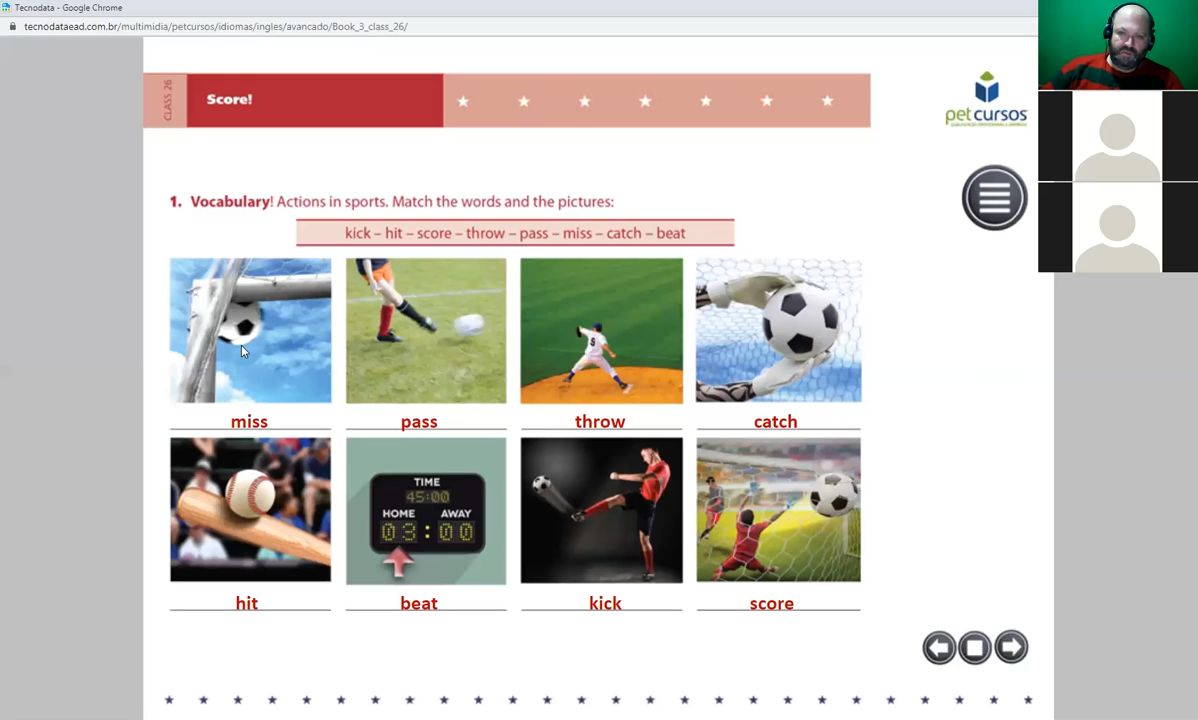 Tecnodata - Google Chrome
tecnodataead.com.br/multimidia/petcursos/idiomas/ingles/avancado/Book_3_class_26/
CLASS 26
Score!
petcursos
1. Vocabulary! Actions in sports. Match the words and the pictures:
kick – hit – score – throw – pass – miss – catch – beat
S
miss
pass
throw
catch
TIME
45:00
HOME AWAY
03 : 00
hit
beat
kick
score